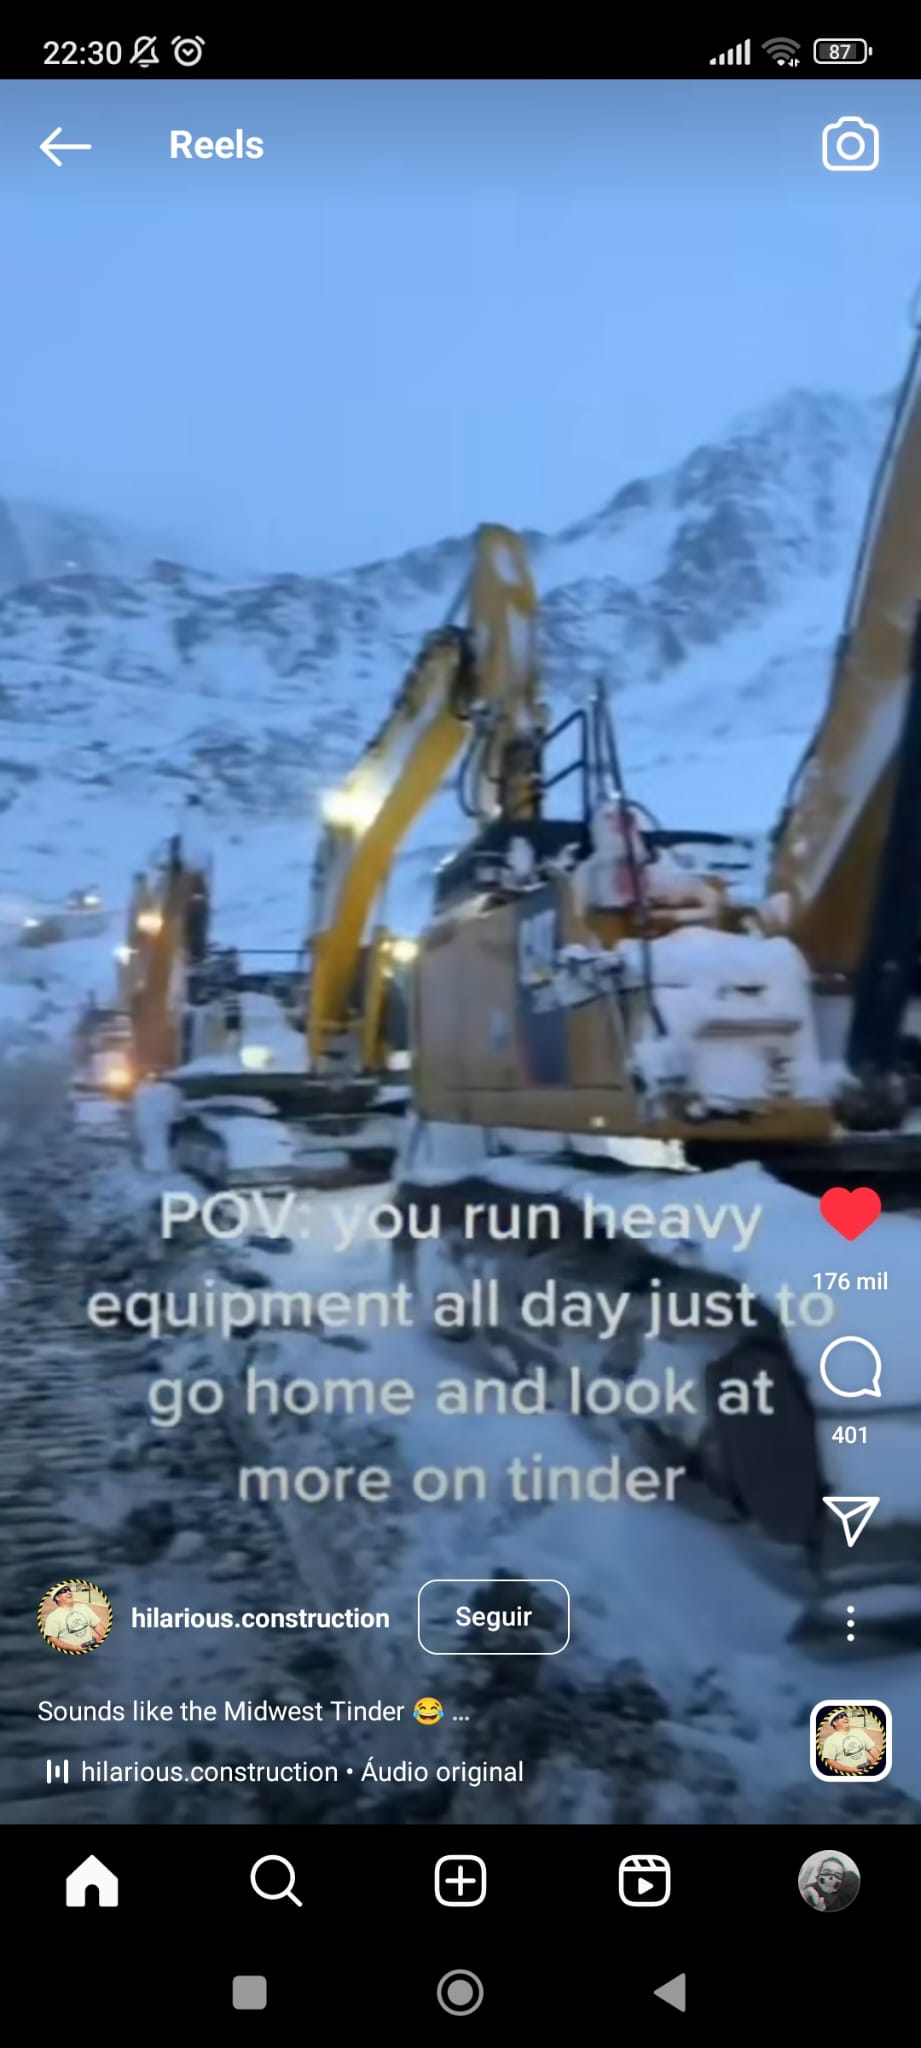 22:30
87
Reels
POV: you run heavy
equipment all day just to
go home and look at
more on tinder
176 mil
401
hilarious.construction
Seguir
Sounds like the Midwest Tinder 😂 ...
hilarious.construction • Áudio original